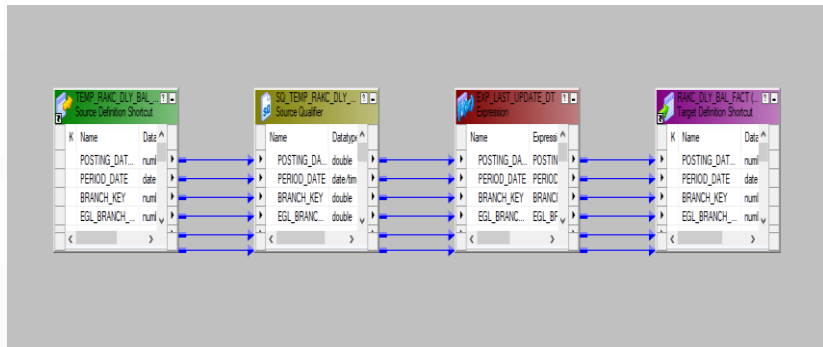 TEMP_RAKC_DLY_BAL_...
Source Definition Shortcut
K Name Data
POSTING_DAT... num
PERIOD_DATE date
BRANCH_KEY num
EGL_BRANCH_... num
SQ_TEMP_RAKC_DLY_...
Source Qualifier
Name Datatype
POSTING_DA... double
PERIOD_DATE date/tim
BRANCH_KEY double
EGL_BRANC... double
EXP_LAST_UPDATE_DT
Expression
Name Expressi
POSTING_DA... POSTIN
PERIOD_DATE PERIOD
BRANCH_KEY BRANCI
EGL_BRANC... EGL_BF
RAKC_DLY_BAL_FACT (...
Target Definition Shortcut
K Name Data
POSTING_DAT... num
PERIOD_DATE date
BRANCH_KEY num
EGL_BRANCH_... num